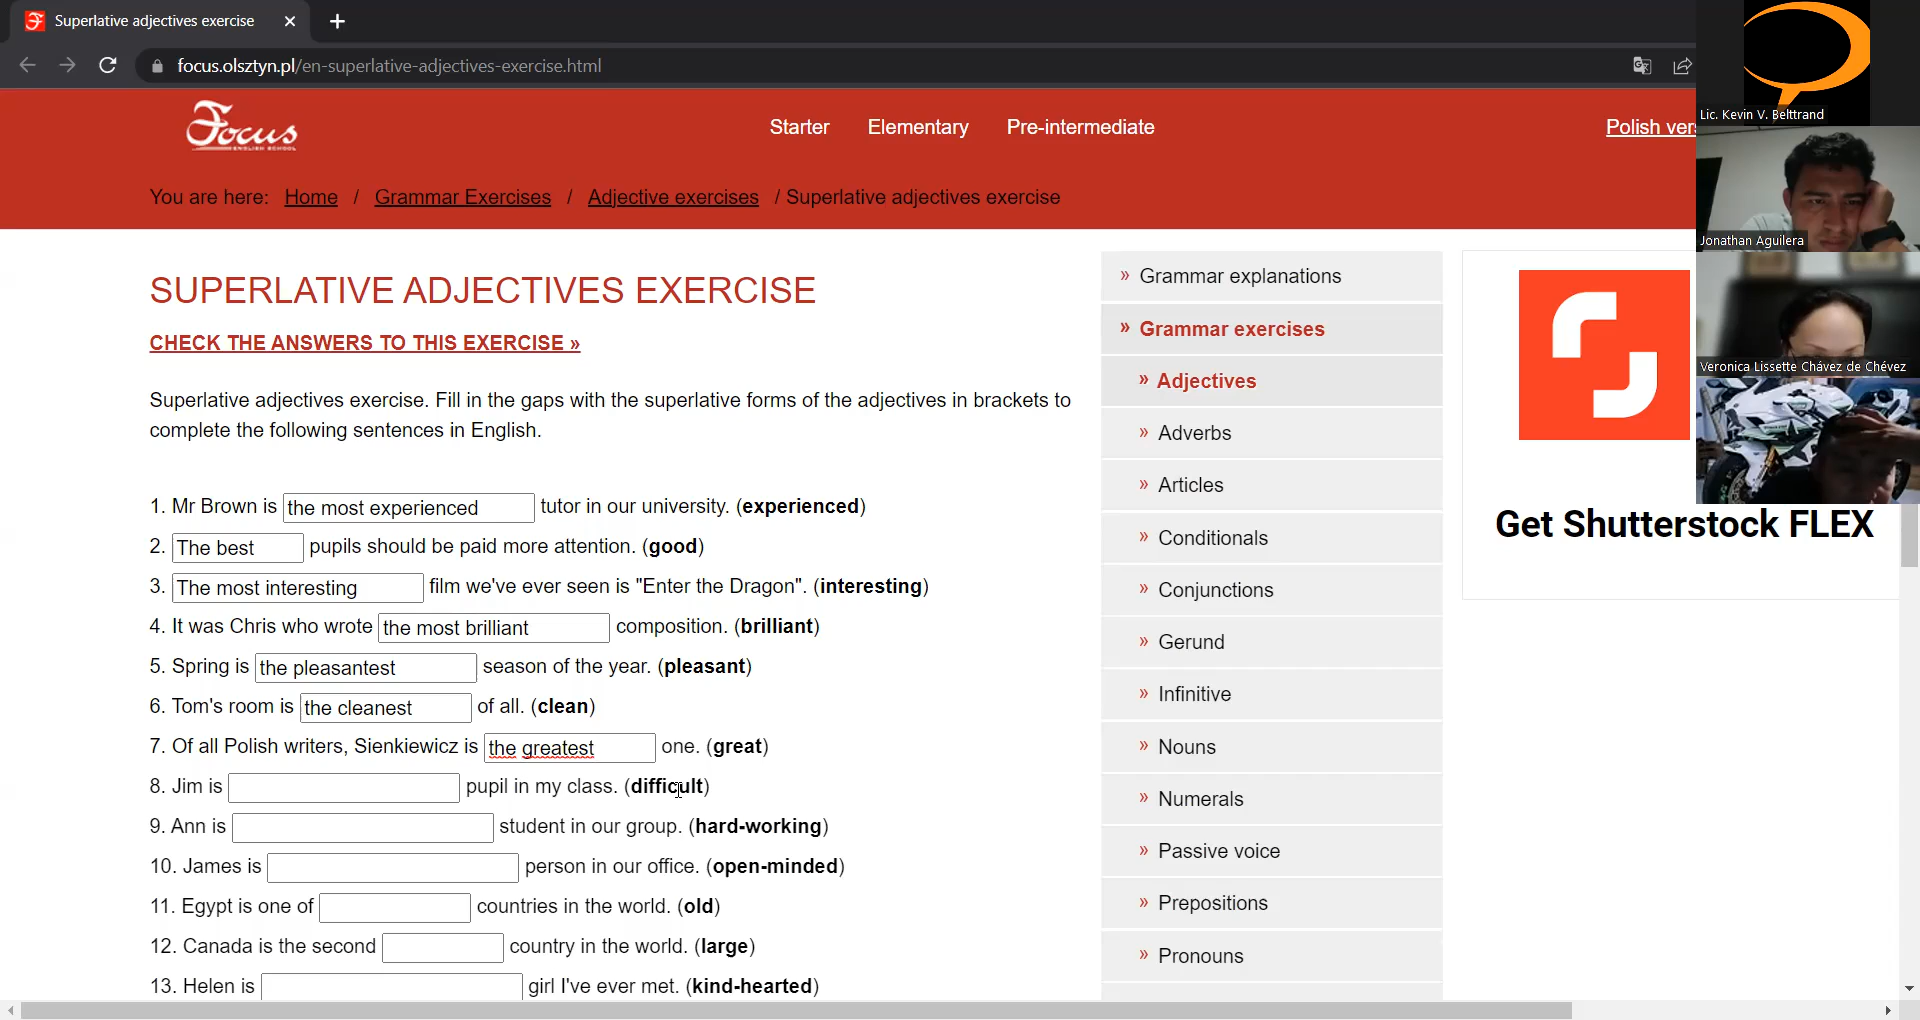 Superlative adjectives exercise
focus.olsztyn.pl/en-superlative-adjectives-exercise.html
Focus
ENGLISH SCHOOL
Starter Elementary Pre-intermediate
Polish vers
You are here: Home / Grammar Exercises / Adjective exercises / Superlative adjectives exercise
SUPERLATIVE ADJECTIVES EXERCISE
CHECK THE ANSWERS TO THIS EXERCISE »
Superlative adjectives exercise. Fill in the gaps with the superlative forms of the adjectives in brackets to
complete the following sentences in English.
1. Mr Brown is the most experienced tutor in our university. (experienced)
2. The best pupils should be paid more attention. (good)
3. The most interesting film we've ever seen is "Enter the Dragon". (interesting)
4. It was Chris who wrote the most brilliant composition. (brilliant)
5. Spring is the pleasantest season of the year. (pleasant)
6. Tom's room is the cleanest of all. (clean)
7. Of all Polish writers, Sienkiewicz is the greatest one. (great)
8. Jim is pupil in my class. (difficult)
9. Ann is student in our group. (hard-working)
10. James is person in our office. (open-minded)
11. Egypt is one of countries in the world. (old)
12. Canada is the second country in the world. (large)
13. Helen is girl I've ever met. (kind-hearted)
» Grammar explanations
» Grammar exercises
» Adjectives
» Adverbs
» Articles
» Conditionals
» Conjunctions
» Gerund
» Infinitive
» Nouns
» Numerals
» Passive voice
» Prepositions
» Pronouns
Get Shutterstock FLEX
Lic. Kevin V. Belttrand
Jonathan Aguilera
Veronica Lissette Chávez de Chévez